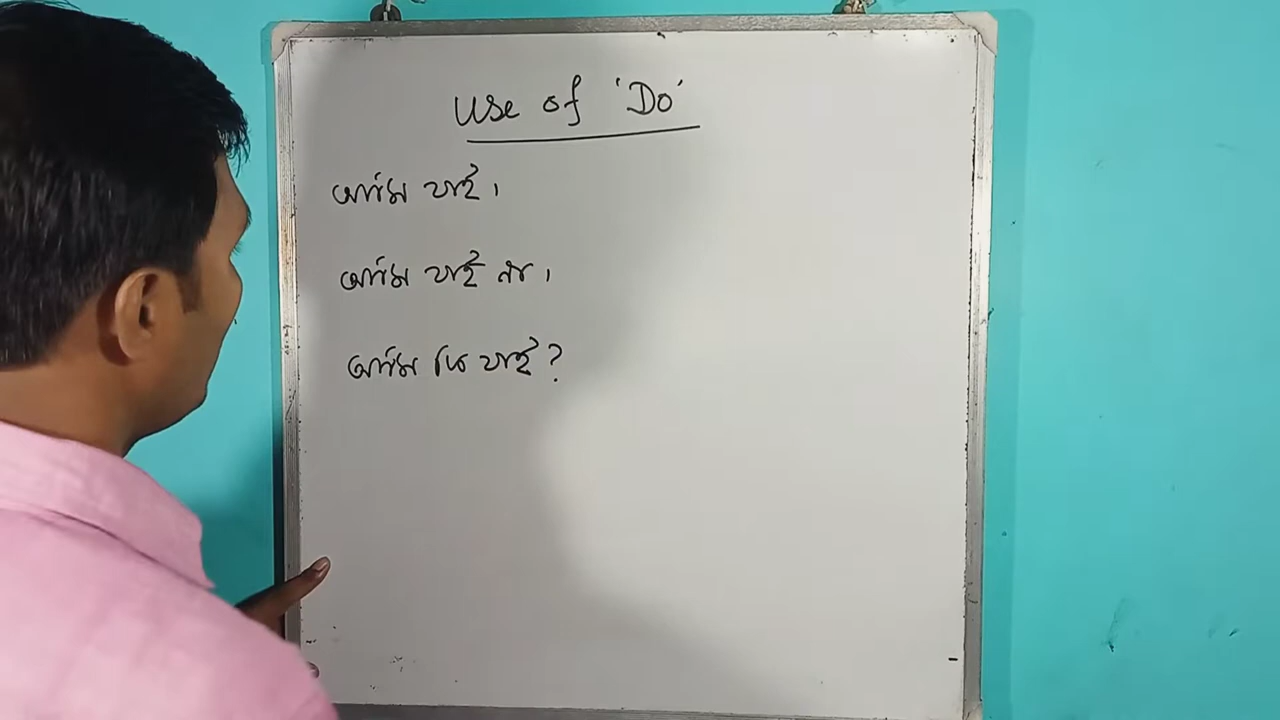 Use of 'Do'
আমি যাই।
আমি যাই না।
আমি কি যাই?